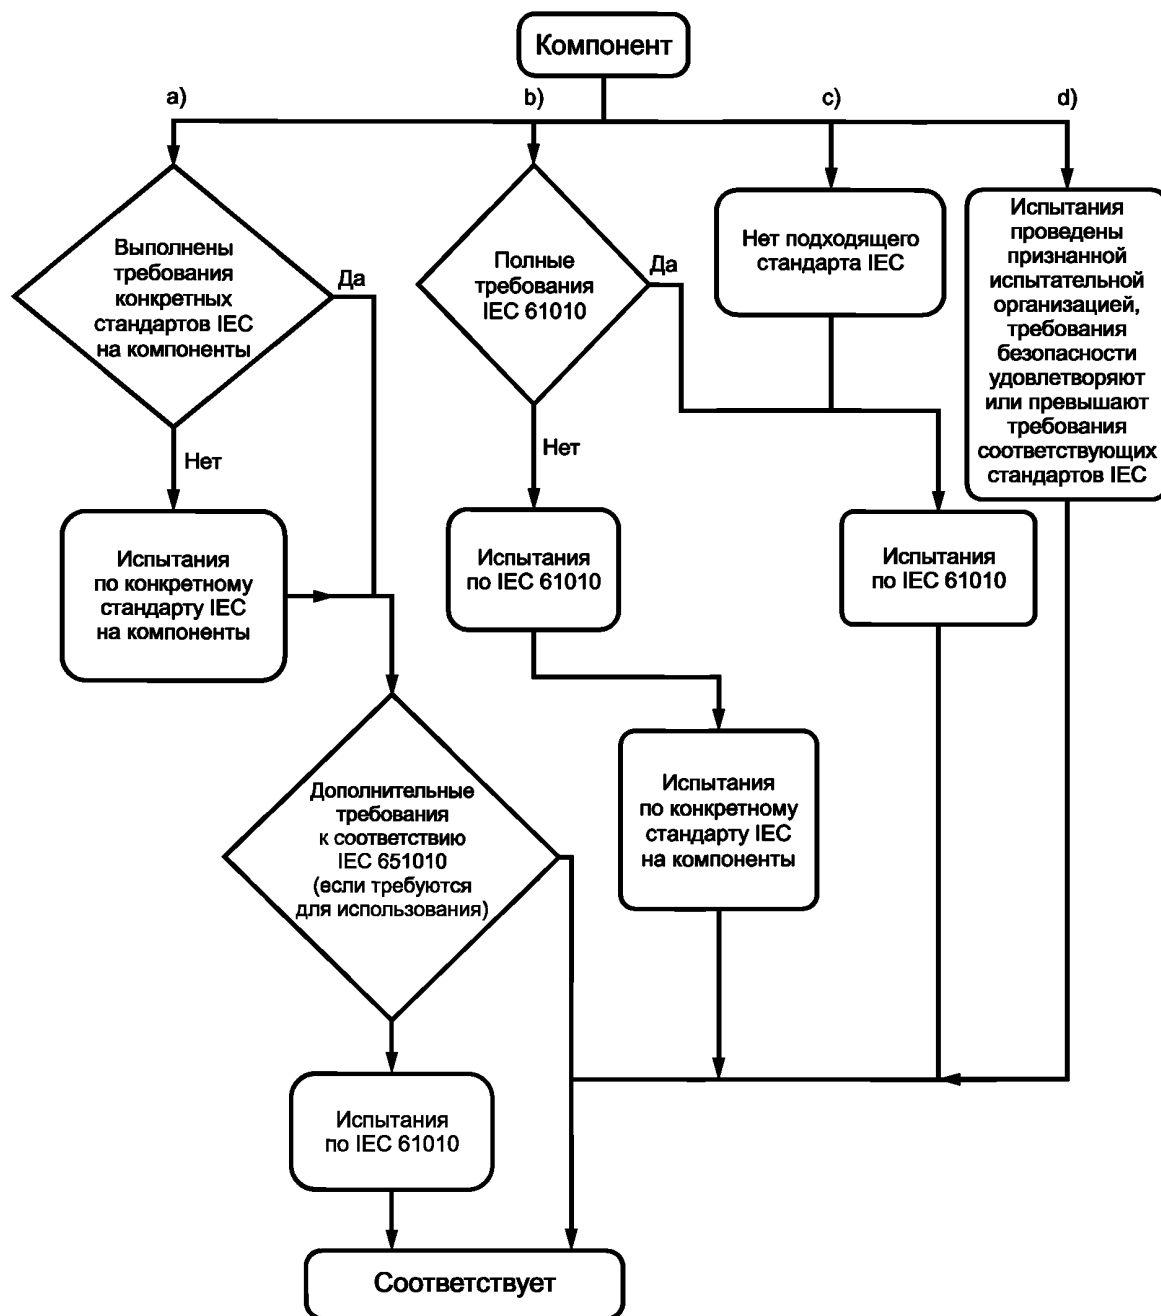 Компонент
a)
b)
c)
d)
Выполнены
требования
конкретных
стандартов IEC
на компоненты
Да
Нет
Полные
требования
IEC 61010
Да
Нет
Нет подходящего
стандарта IEC
Испытания
проведены
признанной
испытательной
организацией,
требования
безопасности
удовлетворяют
или превышают
требования
соответствующих
стандартов IEC
Испытания
по конкретному
стандарту IEC
на компоненты
Испытания
по IEC 61010
Испытания
по IEC 61010
Дополнительные
требования
к соответствию
IEC 651010
(если требуются
для использования)
Испытания
по конкретному
стандарту IEC
на компоненты
Испытания
по IEC 61010
Соответствует